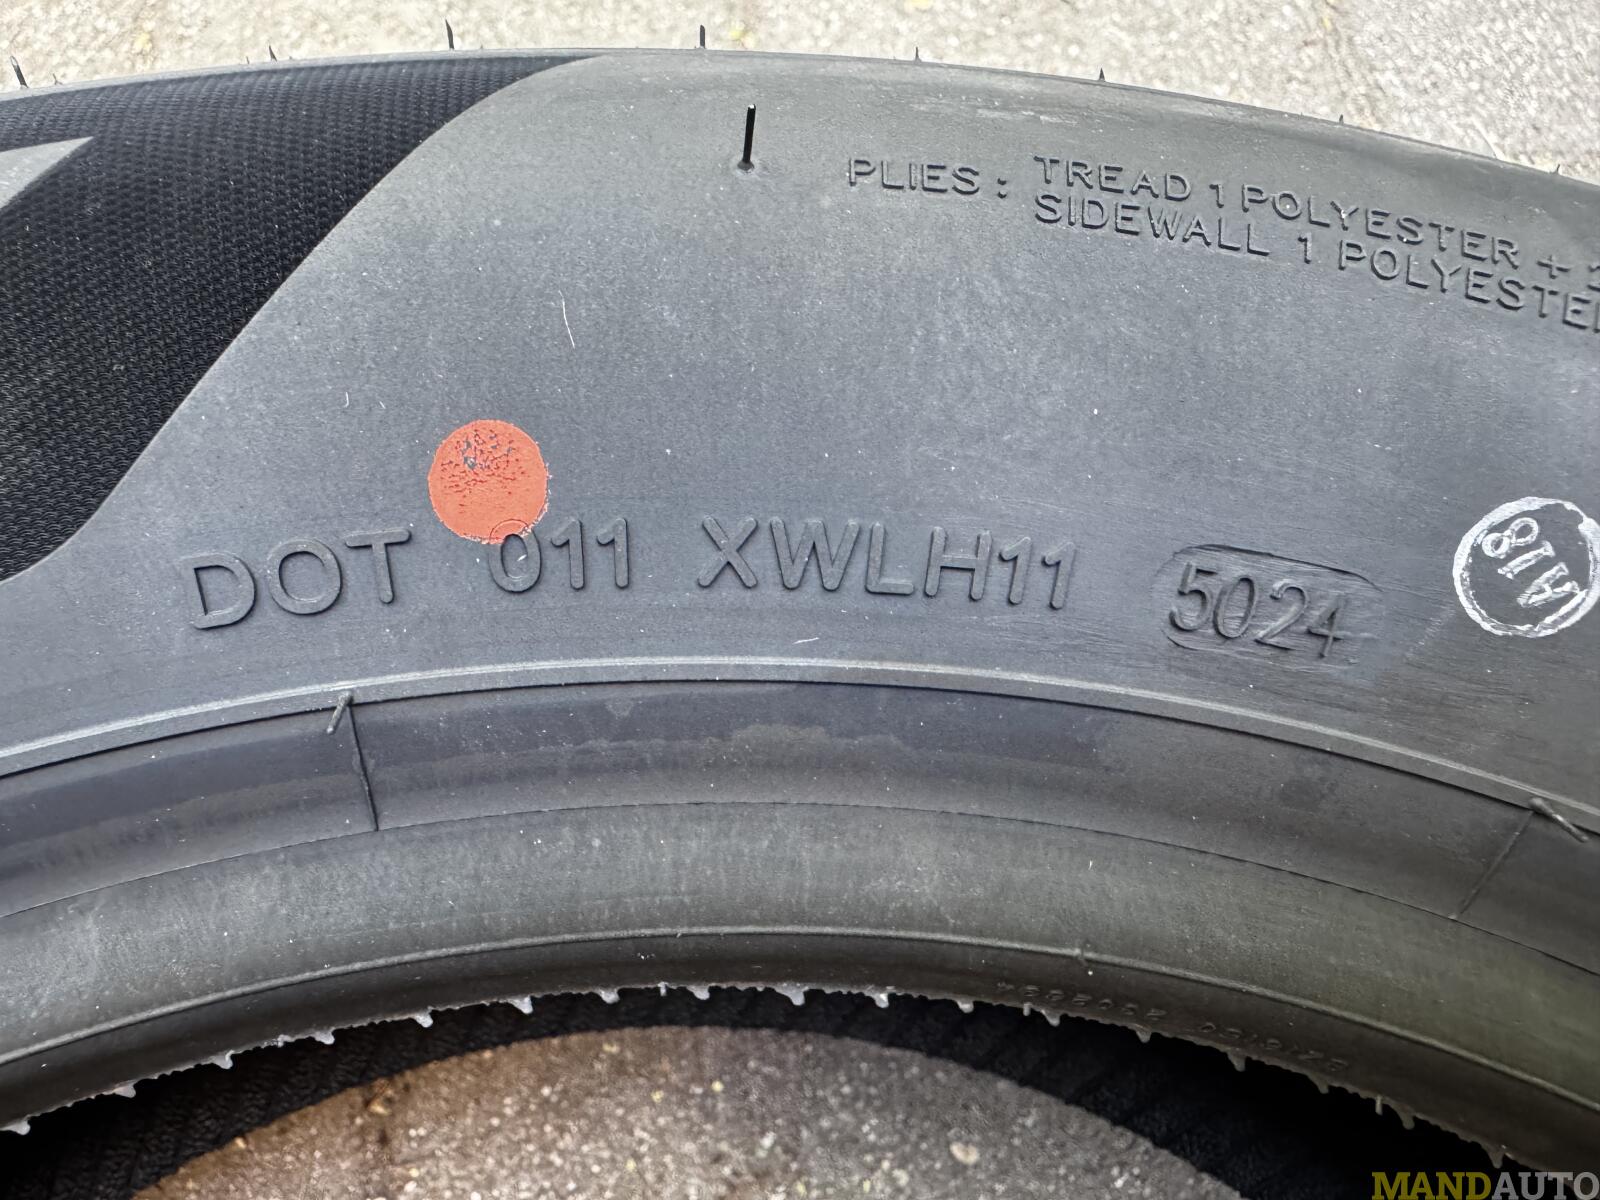 PLIES : TREAD 1 POLYESTER +
SIDEWALL 1 POLYESTER
DOT 011 XWLH11 5024
A18
MANDAUTO